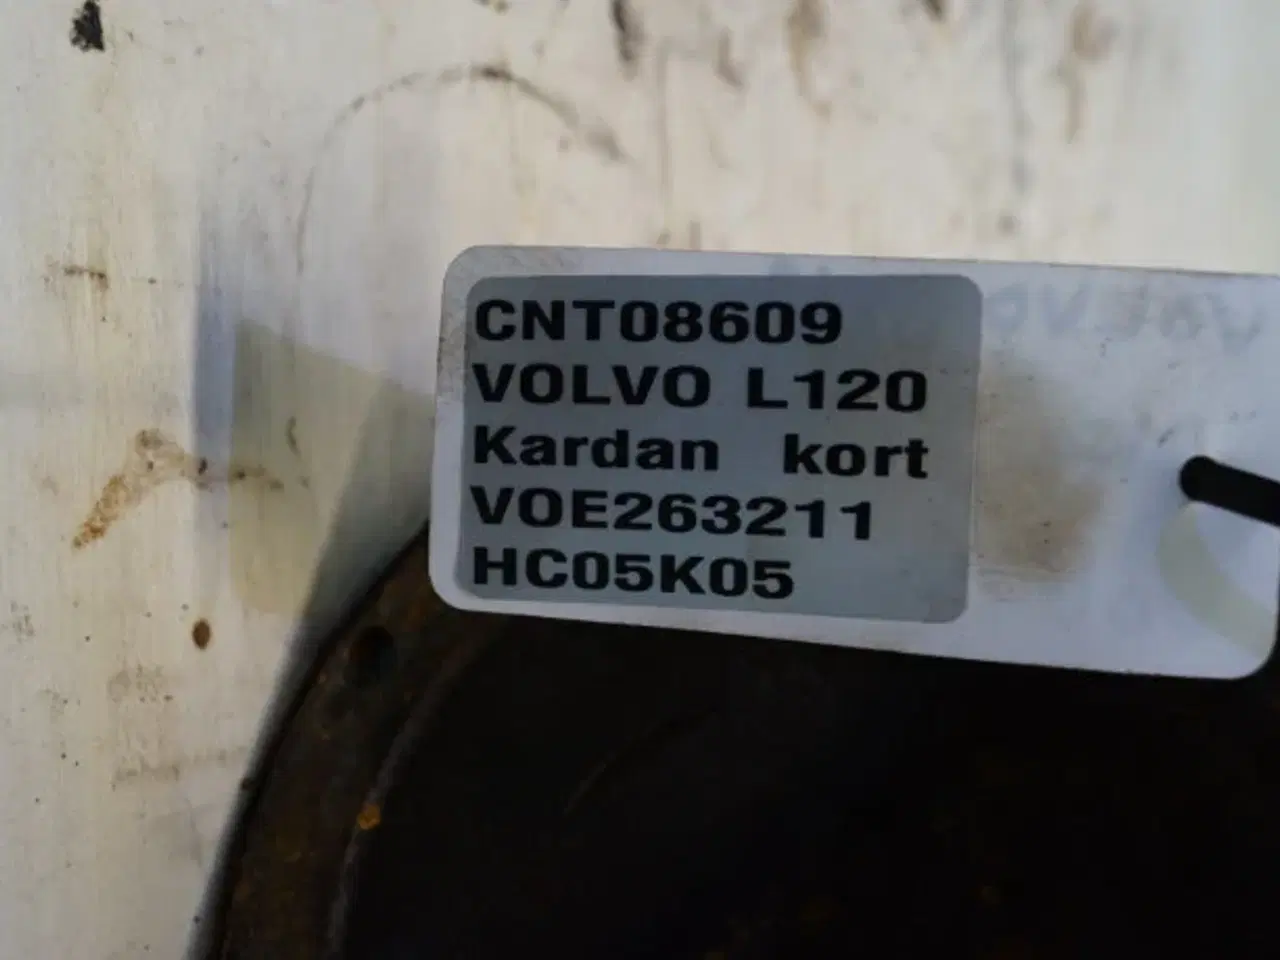 CNT08609
VOLVO L120
Kardan kort
VOE263211
HC05K05